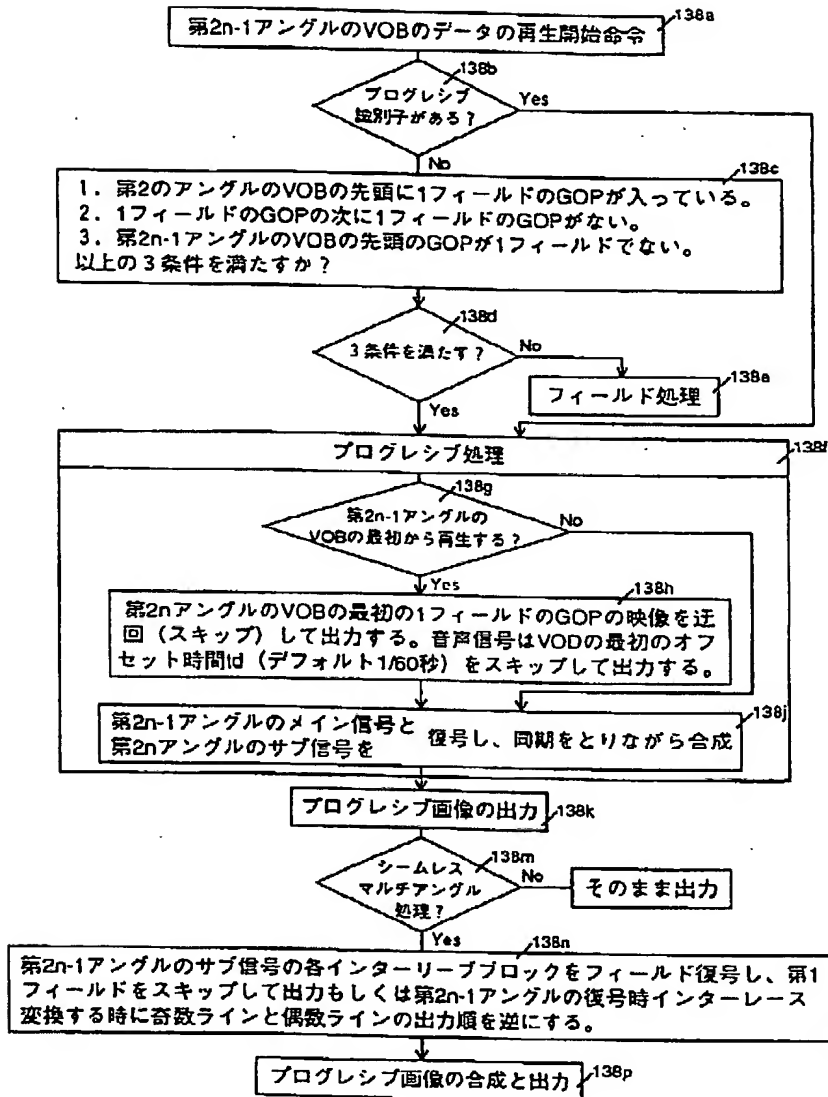 第2n-1アングルのVOBのデータの再生開始命令
138a
138b
プログレシブ
識別子がある?
Yes
No
138c
1. 第2のアングルのVOBの先頭に1フィールドのGOPが入っている。
2. 1フィールドのGOPの次に1フィールドのGOPがない。
3. 第2n-1アングルのVOBの先頭のGOPが1フィールドでない。
以上の3条件を満たすか?
138d
3条件を満たす?
No
138a
フィールド処理
Yes
プログレシブ処理
138f
138g
第2n-1アングルの
VOBの最初から再生する?
No
Yes
138h
第2nアングルのVOBの最初の1フィールドのGOPの映像を迂
回(スキップ)して出力する。音声信号はVODの最初のオフ
セット時間td(デフォルト1/60秒)をスキップして出力する。
138j
第2n-1アングルのメイン信号と
第2nアングルのサブ信号を
復号し、同期をとりながら合成
プログレシブ画像の出力
138k
138m
シームレス
マルチアングル
処理?
No
そのまま出力
Yes
138n
第2n-1アングルのサブ信号の各インターリーブブロックをフィールド復号し、第1
フィールドをスキップして出力もしくは第2n-1アングルの復号時インターレース
変換する時に奇数ラインと偶数ラインの出力順を逆にする。
プログレシブ画像の合成と出力
138p